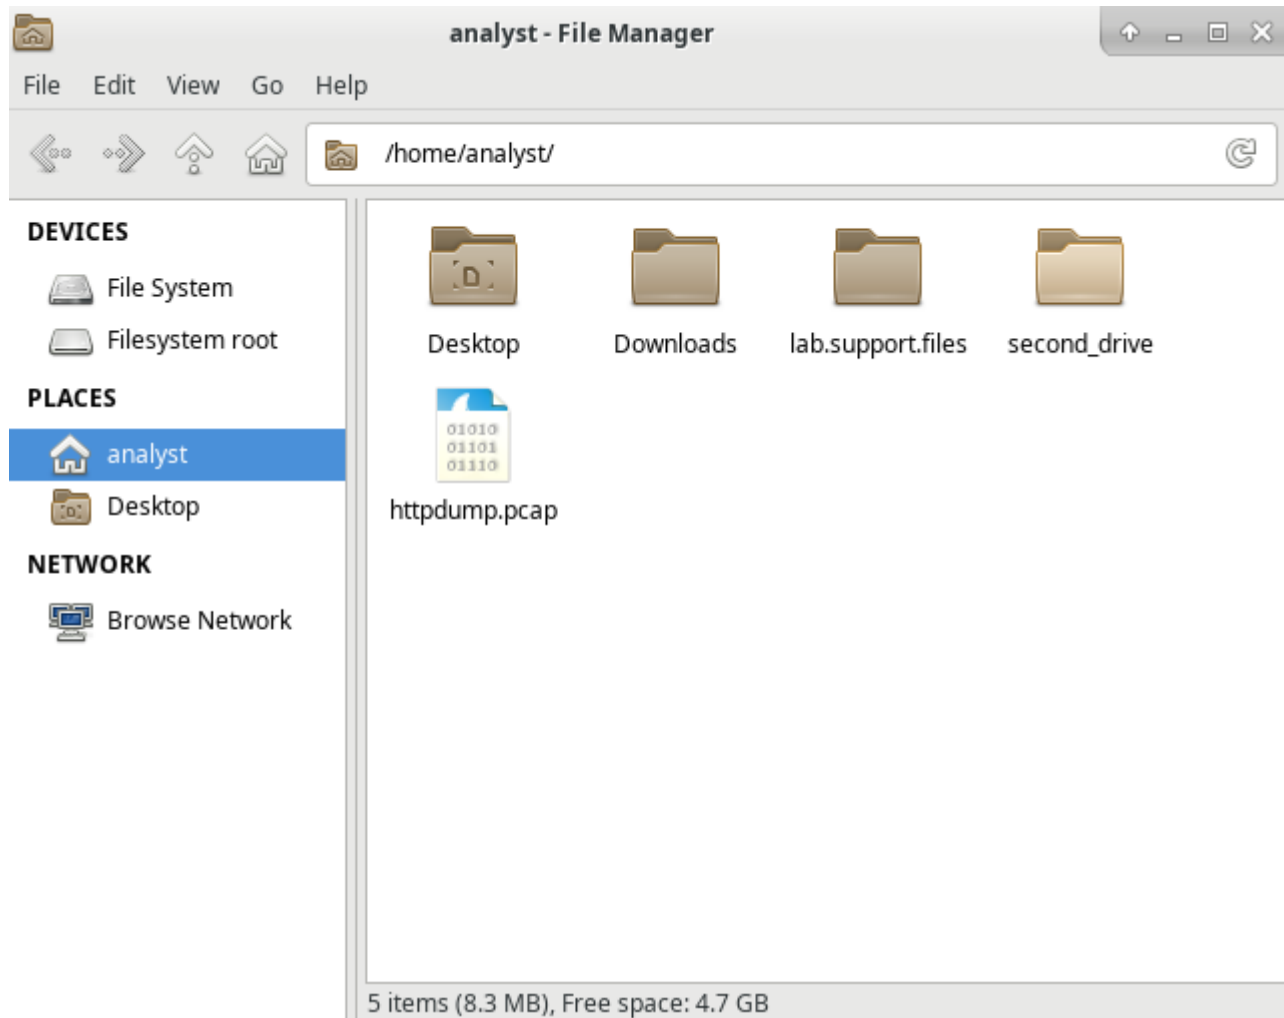 analyst - File Manager
File Edit View Go Help
/home/analyst/
DEVICES
File System
Filesystem root
PLACES
analyst
Desktop
NETWORK
Browse Network
Desktop Downloads lab.support.files second_drive
01010
01101
01110
httpdump.pcap
5 items (8.3 MB), Free space: 4.7 GB